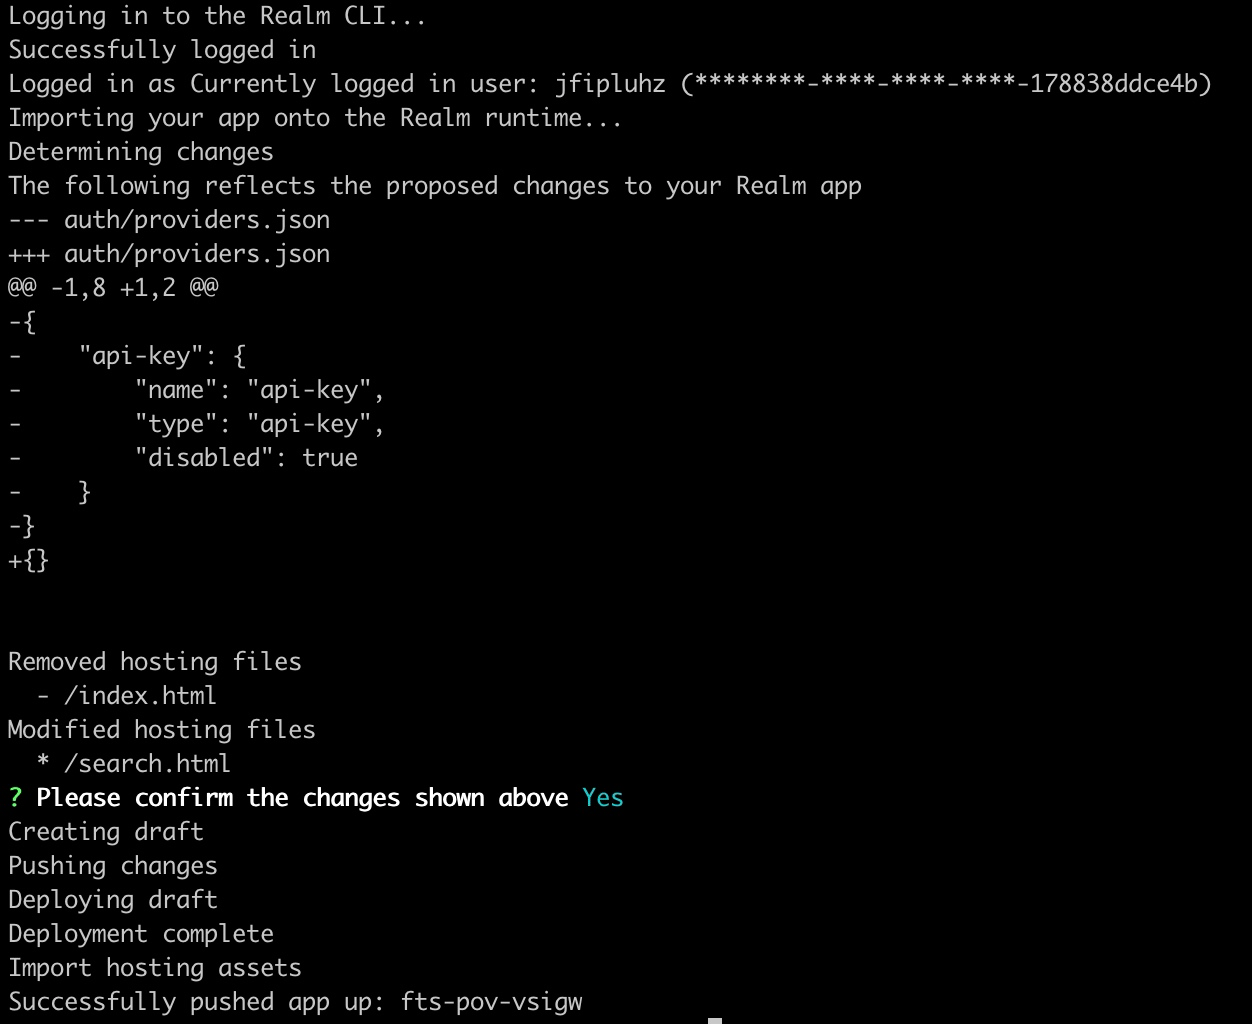 Logging in to the Realm CLI...
Successfully logged in
Logged in as Currently logged in user: jfipluhz (********-****-****-****-178838ddce4b)
Importing your app onto the Realm runtime...
Determining changes
The following reflects the proposed changes to your Realm app
--- auth/providers.json
+++ auth/providers.json
@@ -1,8 +1,2 @@
-{
-    "api-key": {
-        "name": "api-key",
-        "type": "api-key",
-        "disabled": true
-    }
-}
+{}
Removed hosting files
  - /index.html
Modified hosting files
  * /search.html
? Please confirm the changes shown above Yes
Creating draft
Pushing changes
Deploying draft
Deployment complete
Import hosting assets
Successfully pushed app up: fts-pov-vsigw